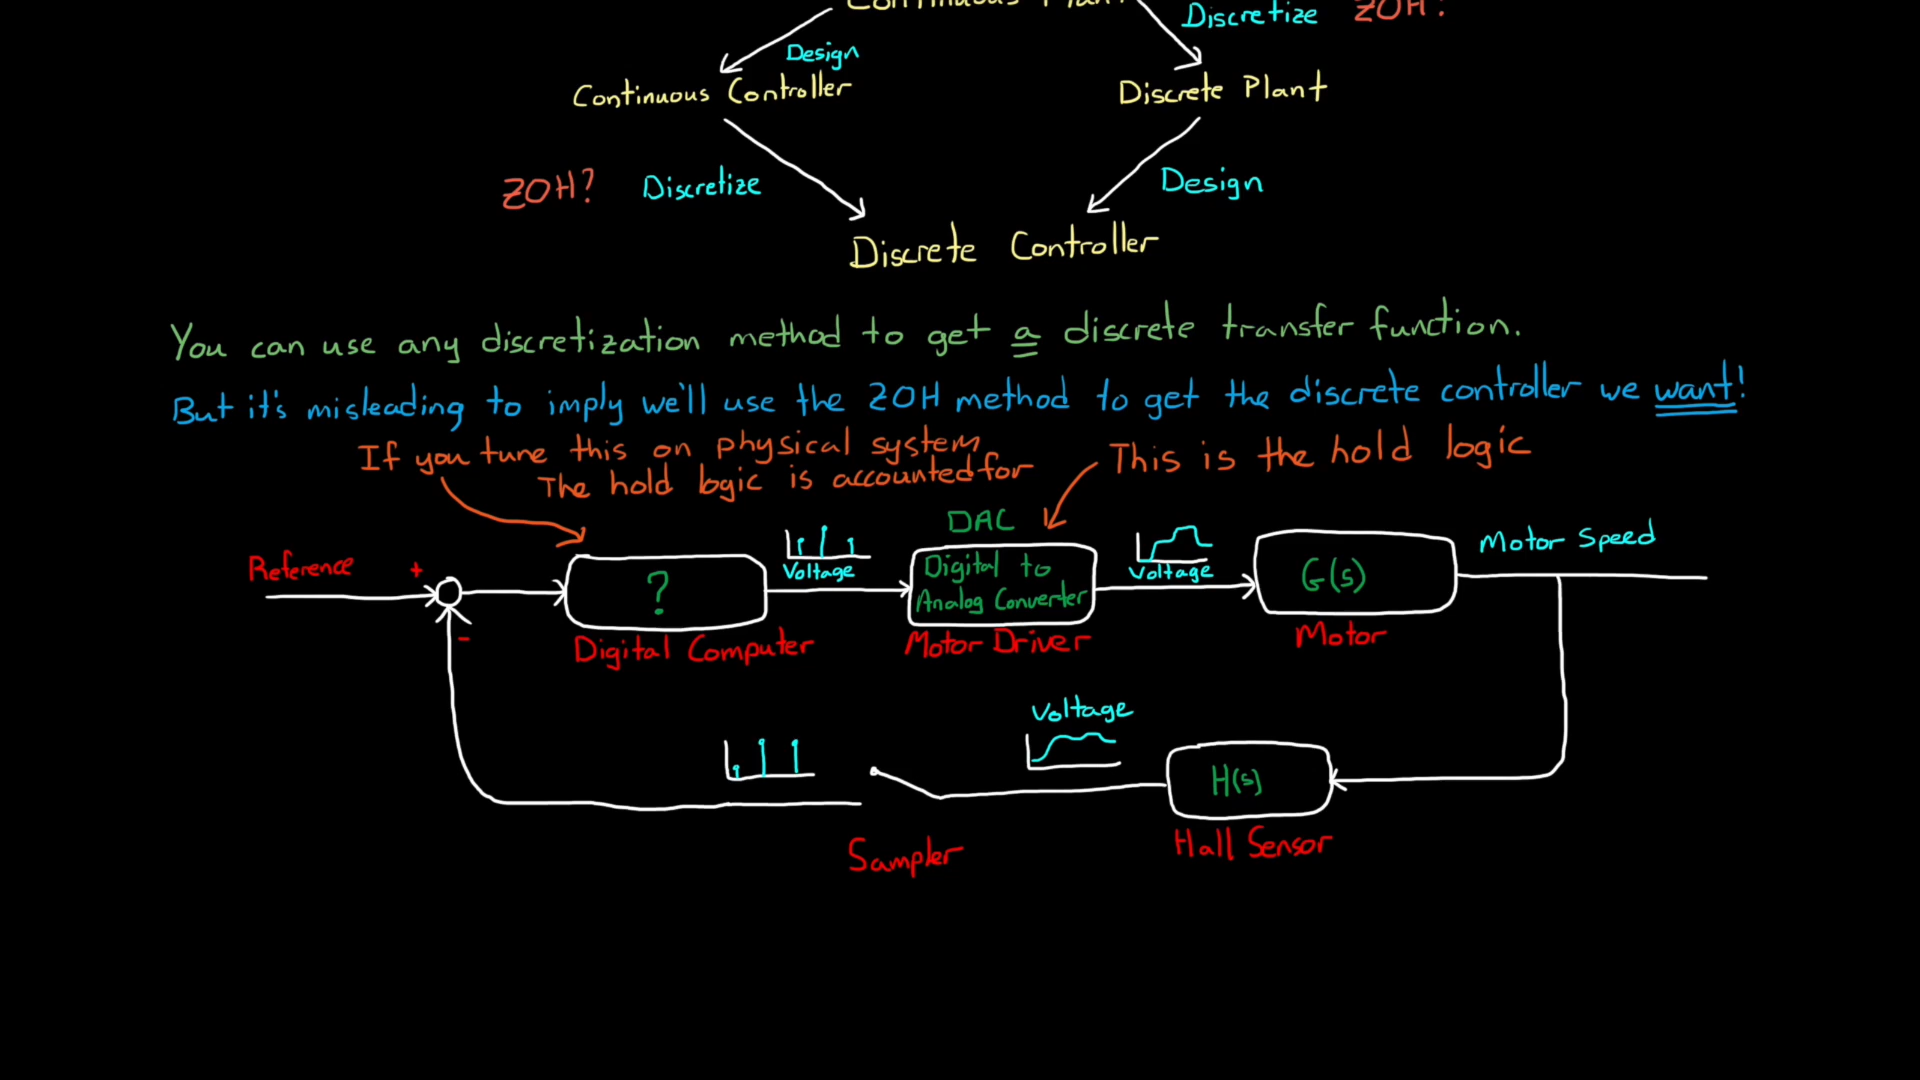 Continuous Plant
Discretize ZOH?
Design
Continuous Controller
Discrete Plant
ZOH? Discretize
Design
Discrete Controller
You can use any discretization method to get a discrete transfer function.
But it's misleading to imply we'll use the ZOH method to get the discrete controller we want!
If you tune this on physical system
The hold logic is accounted for
This is the hold logic
DAC
Reference
+
-
?
Digital Computer
Voltage
Digital to
Analog Converter
Motor Driver
Voltage
G(s)
Motor
Motor Speed
Voltage
H(s)
Hall Sensor
Sampler